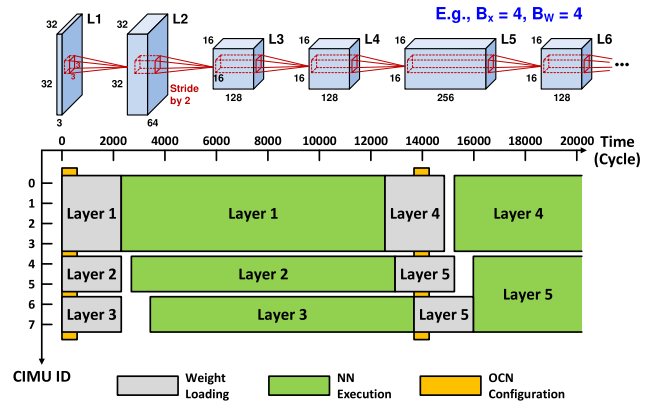 E.g., Bx = 4, BW = 4
32 L1 32 L2 16 L3 16 L4 16 L5 16 L6
3
3
3
32 32 16 16 16 16 •••
Stride
by 2
3 64 128 128 256 128
Time
(Cycle)
0 2000 4000 6000 8000 10000 12000 14000 16000 18000 20000
0
1
2
3
4
5
6
7
Layer 1 Layer 1 Layer 4 Layer 4
Layer 2 Layer 2 Layer 5
Layer 5
Layer 3 Layer 3 Layer 5
CIMU ID
Weight
Loading
NN
Execution
OCN
Configuration